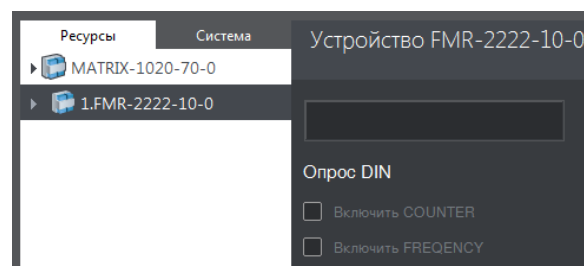 Ресурсы Система
MATRIX-1020-70-0
1.FMR-2222-10-0
Устройство FMR-2222-10-0
Опрос DIN
Включить COUNTER
Включить FREQENCY